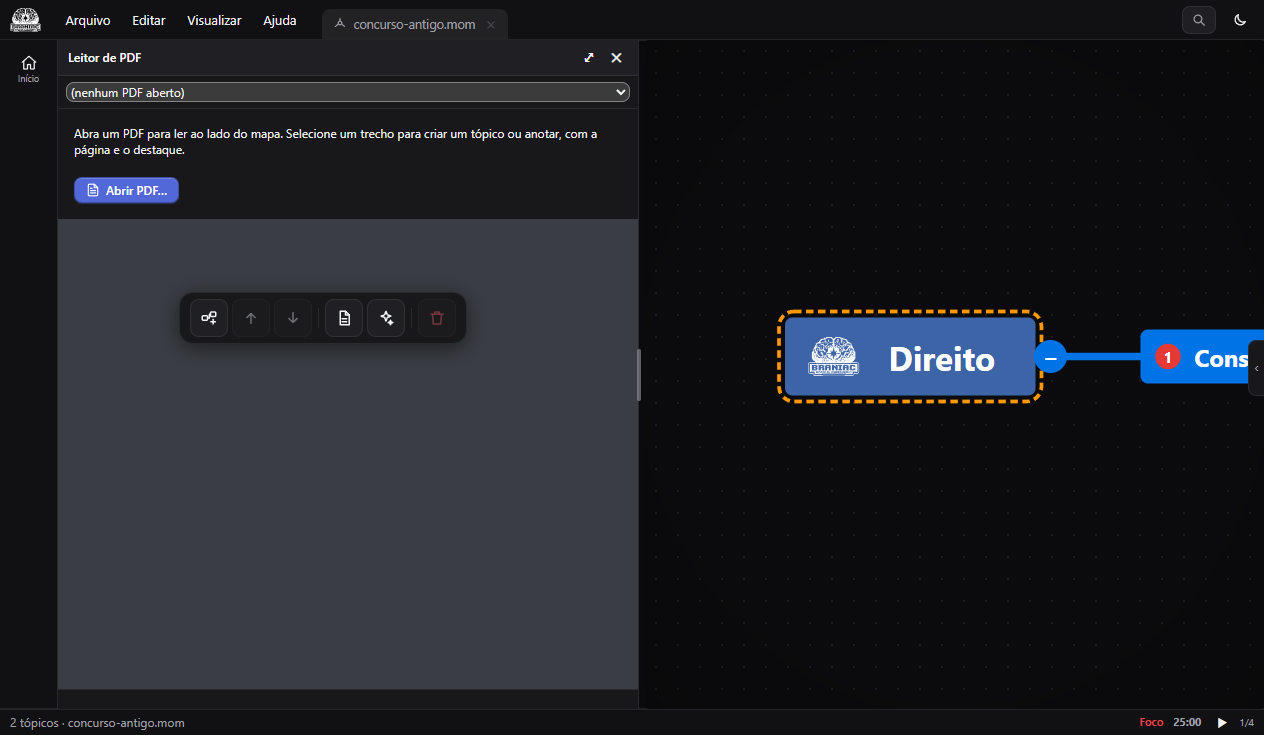 Arquivo Editar Visualizar Ajuda concurso-antigo.mom
Início
Leitor de PDF
(nenhum PDF aberto)
Abra um PDF para ler ao lado do mapa. Selecione um trecho para criar um tópico ou anotar, com a
página e o destaque.
Abrir PDF...
BRANIAC
Direito
1 Cons
2 tópicos · concurso-antigo.mom
Foco 25:00 1/4